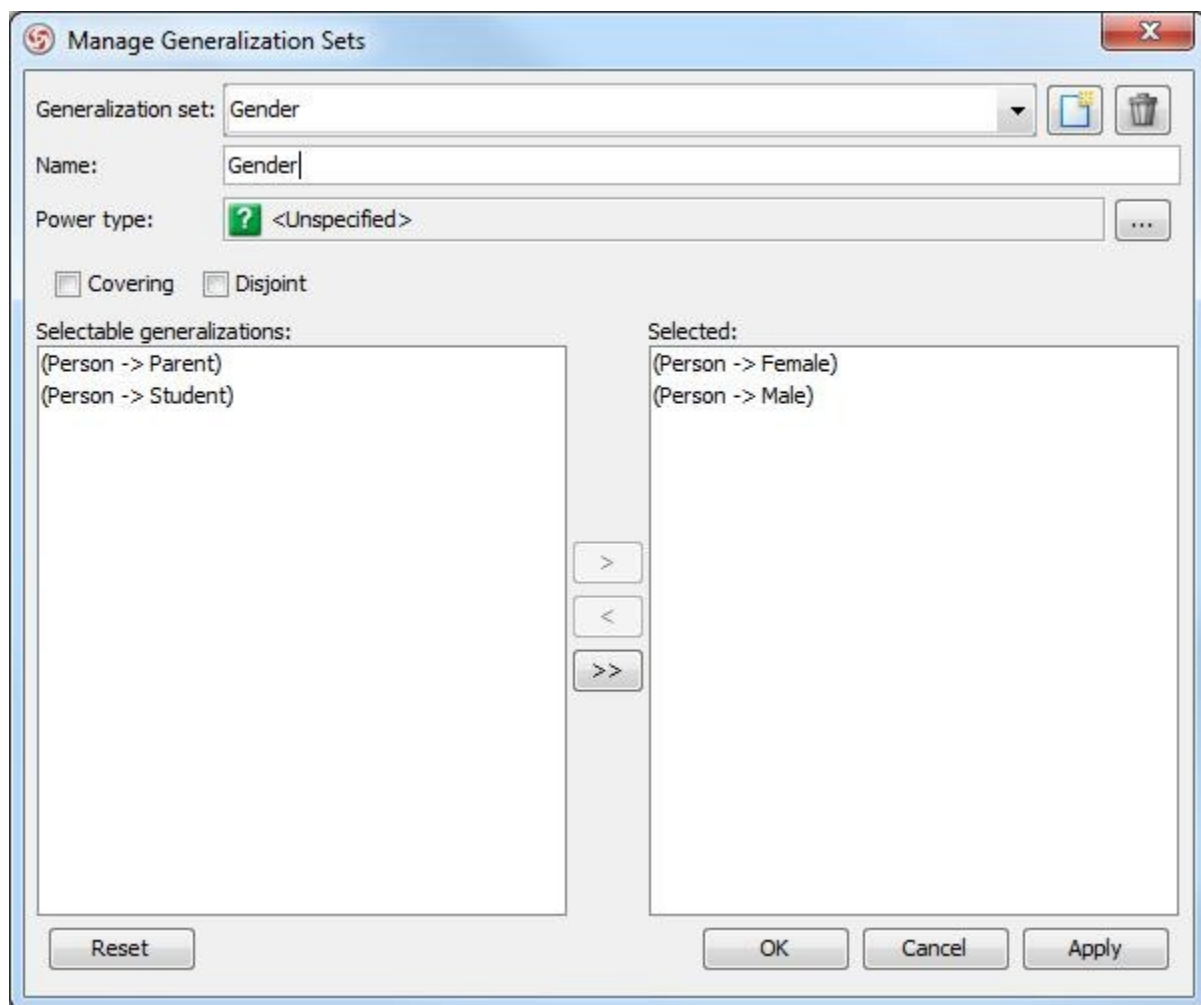 Manage Generalization Sets
Generalization set: Gender
Name: Gender
Power type: ? <Unspecified> ...
Covering Disjoint
Selectable generalizations: Selected:
(Person -> Parent) (Person -> Female)
(Person -> Student) (Person -> Male)
>
<
>>
Reset OK Cancel Apply